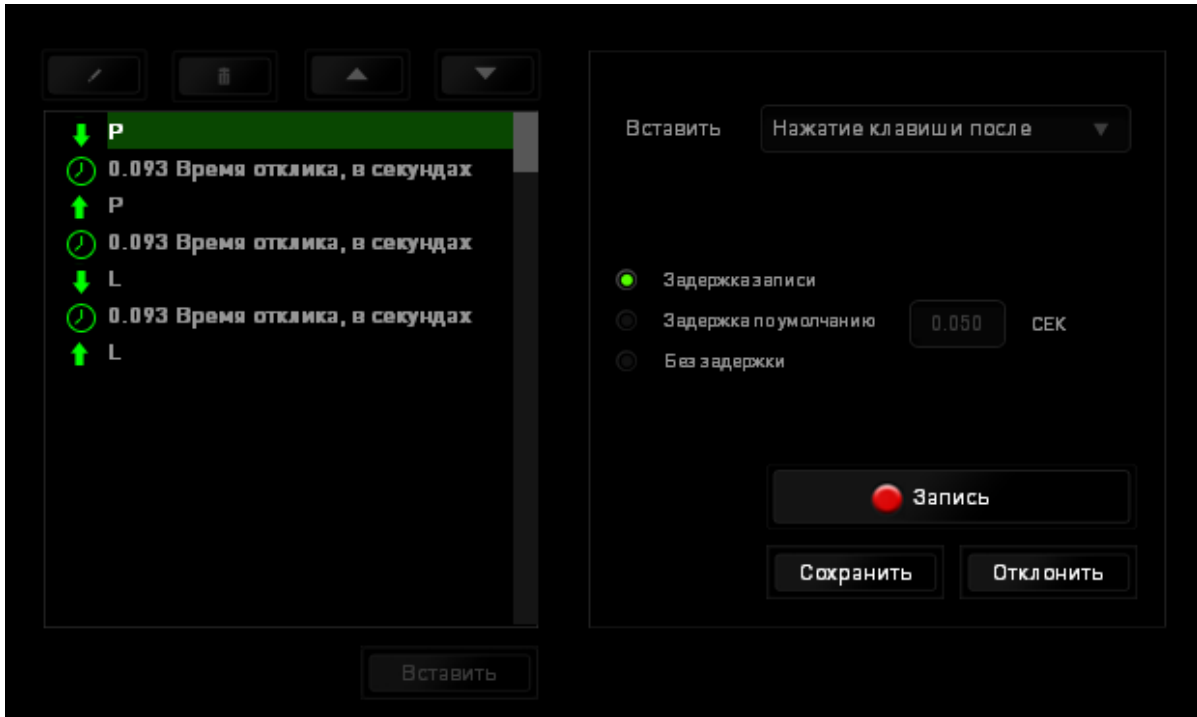 P
0.093 Время отклика, в секундах
P
0.093 Время отклика, в секундах
L
0.093 Время отклика, в секундах
L
Вставить
Вставить Нажатие клавиши после
Задержка записи
Задержка по умолчанию 0.050 СЕК
Без задержки
Запись
Сохранить Отклонить